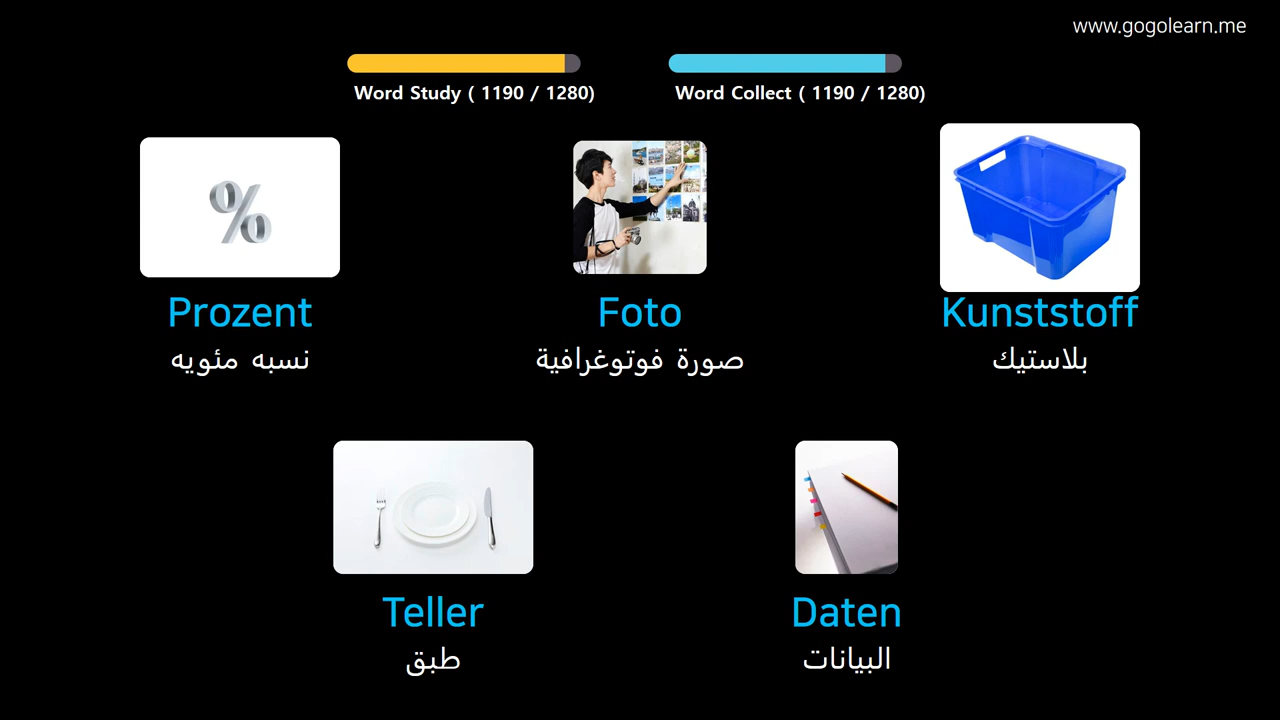 www.gogolearn.me
Word Study ( 1190 / 1280)
Word Collect ( 1190 / 1280)
%
Prozent
نسبه مئويه
Foto
صورة فوتوغرافية
Kunststoff
بلاستيك
Teller
طبق
Daten
البيانات